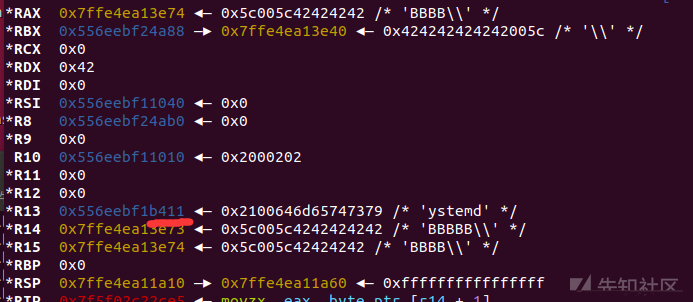 *RAX 0x7ffe4ea13e74 ◂— 0x5c005c42424242 /* 'BBBB\\' */
*RBX 0x556eebf24a88 —▸ 0x7ffe4ea13e40 ◂— 0x424242424242005c /* '\\' */
*RCX 0x0
*RDX 0x42
*RDI 0x0
*RSI 0x556eebf11040 ◂— 0x0
*R8 0x556eebf24ab0 ◂— 0x0
*R9 0x0
R10 0x556eebf11010 ◂— 0x2000202
*R11 0x0
*R12 0x0
*R13 0x556eebf1b411 ◂— 0x2100646d65747379 /* 'ystemd' */
*R14 0x7ffe4ea13e73 ◂— 0x5c005c4242424242 /* 'BBBBB\\' */
*R15 0x7ffe4ea13e74 ◂— 0x5c005c42424242 /* 'BBBB\\' */
*RBP 0x0
*RSP 0x7ffe4ea11a10 —▸ 0x7ffe4ea11a60 ◂— 0xffffffffffffffff
*RIP ◂— movzx eax, byte ptr [r14 + 1]
先知社区